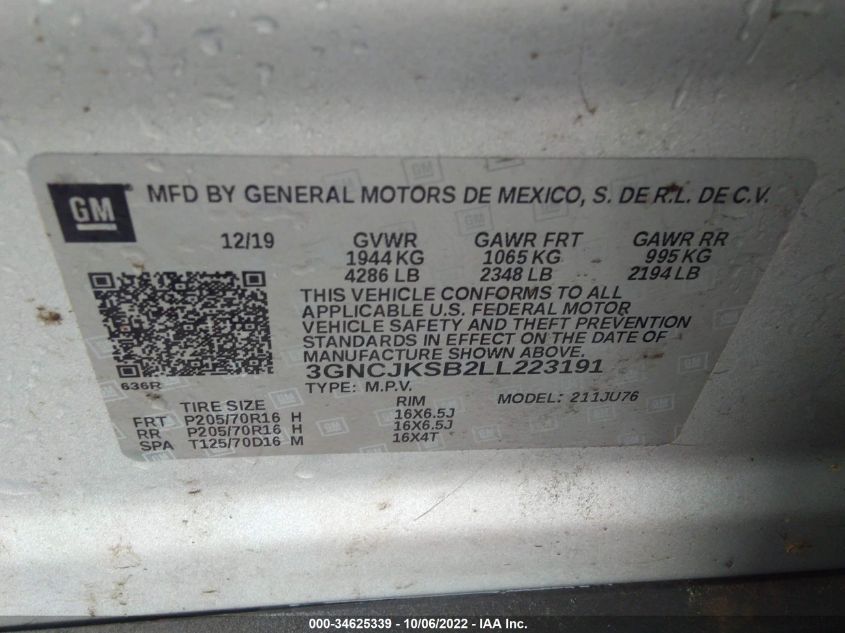 GM
MFD BY GENERAL MOTORS DE MEXICO, S. DE R.L. DE C.V.
12/19 GVWR GAWR FRT GAWR RR
1944 KG 1065 KG 995 KG
4286 LB 2348 LB 2194 LB
THIS VEHICLE CONFORMS TO ALL
APPLICABLE U.S. FEDERAL MOTOR
VEHICLE SAFETY AND THEFT PREVENTION
STANDARDS IN EFFECT ON THE DATE OF
MANUFACTURE SHOWN ABOVE.
636R 3GNCJKSB2LL223191
TYPE: M.P.V. MODEL: 211JU76
TIRE SIZE RIM
FRT P205/70R16 H 16X6.5J
RR P205/70R16 H 16X6.5J
SPA T125/70D16 M 16X4T
000-34625339 - 10/06/2022 - IAA Inc.